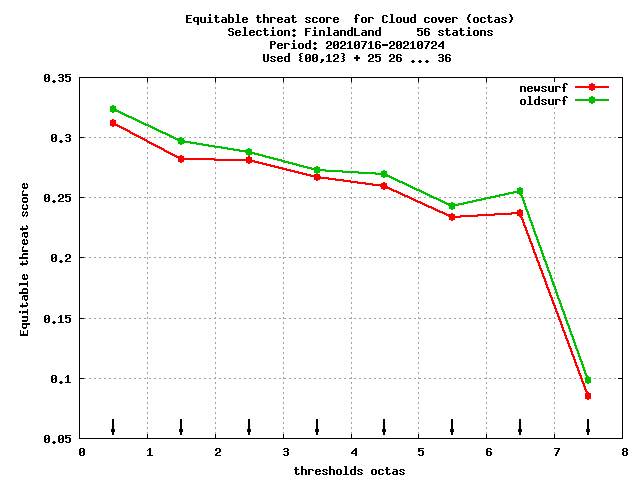 Equitable threat score  for Cloud cover (octas)
Selection: FinlandLand     56 stations
Period: 20210716-20210724
Used {00,12} + 25 26 ... 36
newsurf
oldsurf
Equitable threat score
0.35
0.3
0.25
0.2
0.15
0.1
0.05
0 1 2 3 4 5 6 7 8
thresholds octas